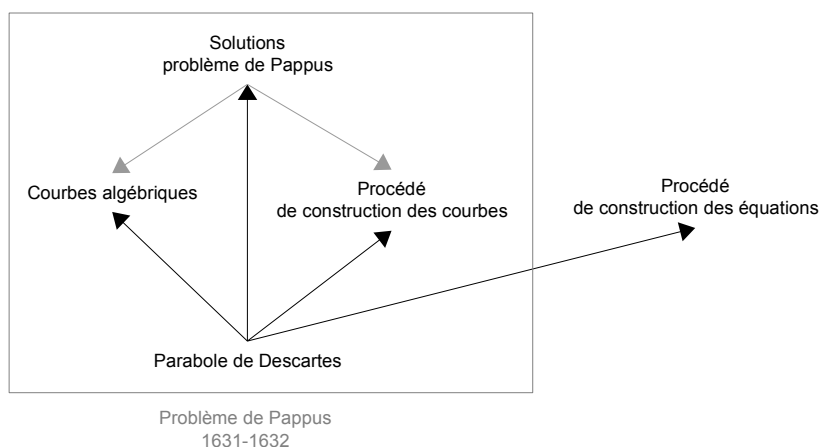 Solutions
problème de Pappus
Courbes algébriques
Procédé
de construction des courbes
Procédé
de construction des équations
Parabole de Descartes
Problème de Pappus
1631-1632